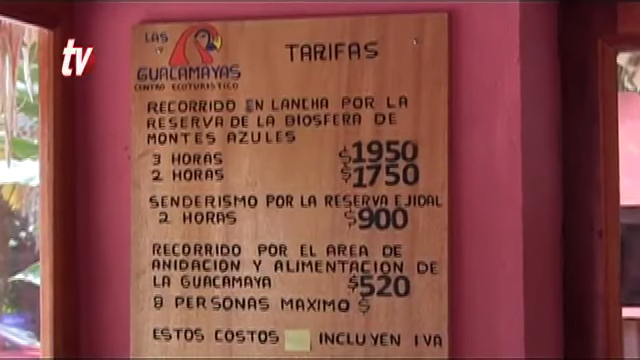 tv
LAS
GUACAMAYAS
CENTRO ECOTURISTICO
TARIFAS
RECORRIDO EN LANCHA POR LA
RESERVA DE LA BIOSFERA DE
MONTES AZULES
3 HORAS $1950
2 HORAS $1750
SENDERISMO POR LA RESERVA EJIDAL
2 HORAS $900
RECORRIDO POR EL AREA DE
ANIDACION Y ALIMENTACION DE
LA GUACAMAYA $520
8 PERSONAS MAXIMO $
ESTOS COSTOS INCLUYEN IVA